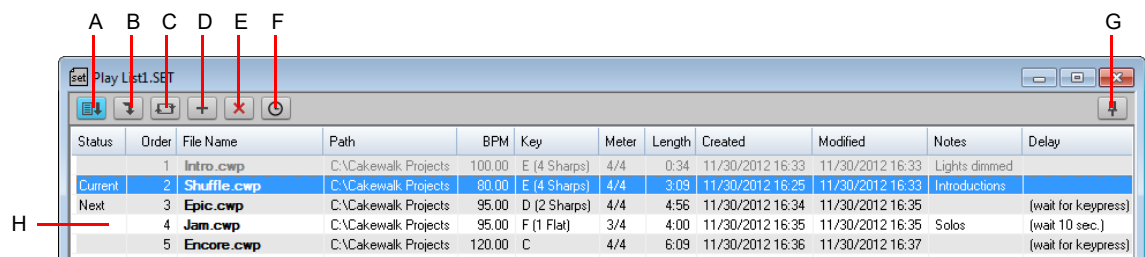 A B C D E F G
set Play List1.SET
Status Order File Name Path BPM Key Meter Length Created Modified Notes Delay
1 Intro.cwp C:\Cakewalk Projects 100.00 E (4 Sharps) 4/4 0:34 11/30/2012 16:33 11/30/2012 16:33 Lights dimmed
Current 2 Shuffle.cwp C:\Cakewalk Projects 80.00 E (4 Sharps) 4/4 3:09 11/30/2012 16:25 11/30/2012 16:33 Introductions
Next 3 Epic.cwp C:\Cakewalk Projects 95.00 D (2 Sharps) 4/4 4:56 11/30/2012 16:34 11/30/2012 16:35 (wait for keypress)
H 4 Jam.cwp C:\Cakewalk Projects 95.00 F (1 Flat) 3/4 4:00 11/30/2012 16:35 11/30/2012 16:35 Solos (wait 10 sec.)
5 Encore.cwp C:\Cakewalk Projects 120.00 C 4/4 6:09 11/30/2012 16:36 11/30/2012 16:37 (wait for keypress)